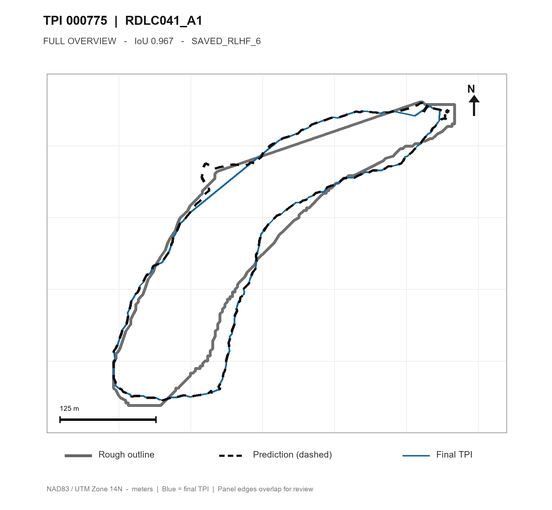 TPI 000775 | RDLC041_A1
FULL OVERVIEW - IoU 0.967 - SAVED_RLHF_6
N
125 m
Rough outline Prediction (dashed) Final TPI
NAD83 / UTM Zone 14N - meters | Blue = final TPI | Panel edges overlap for review